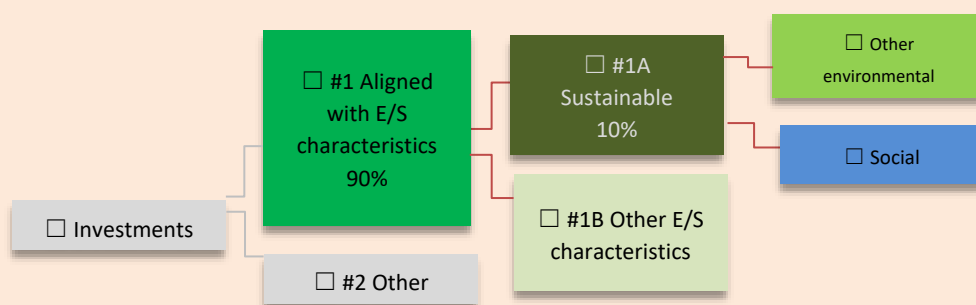 ☐ Investments
☐ #1 Aligned
with E/S
characteristics
90%
☐ #2 Other
☐ #1A
Sustainable
10%
☐ #1B Other E/S
characteristics
☐ Other
environmental
☐ Social